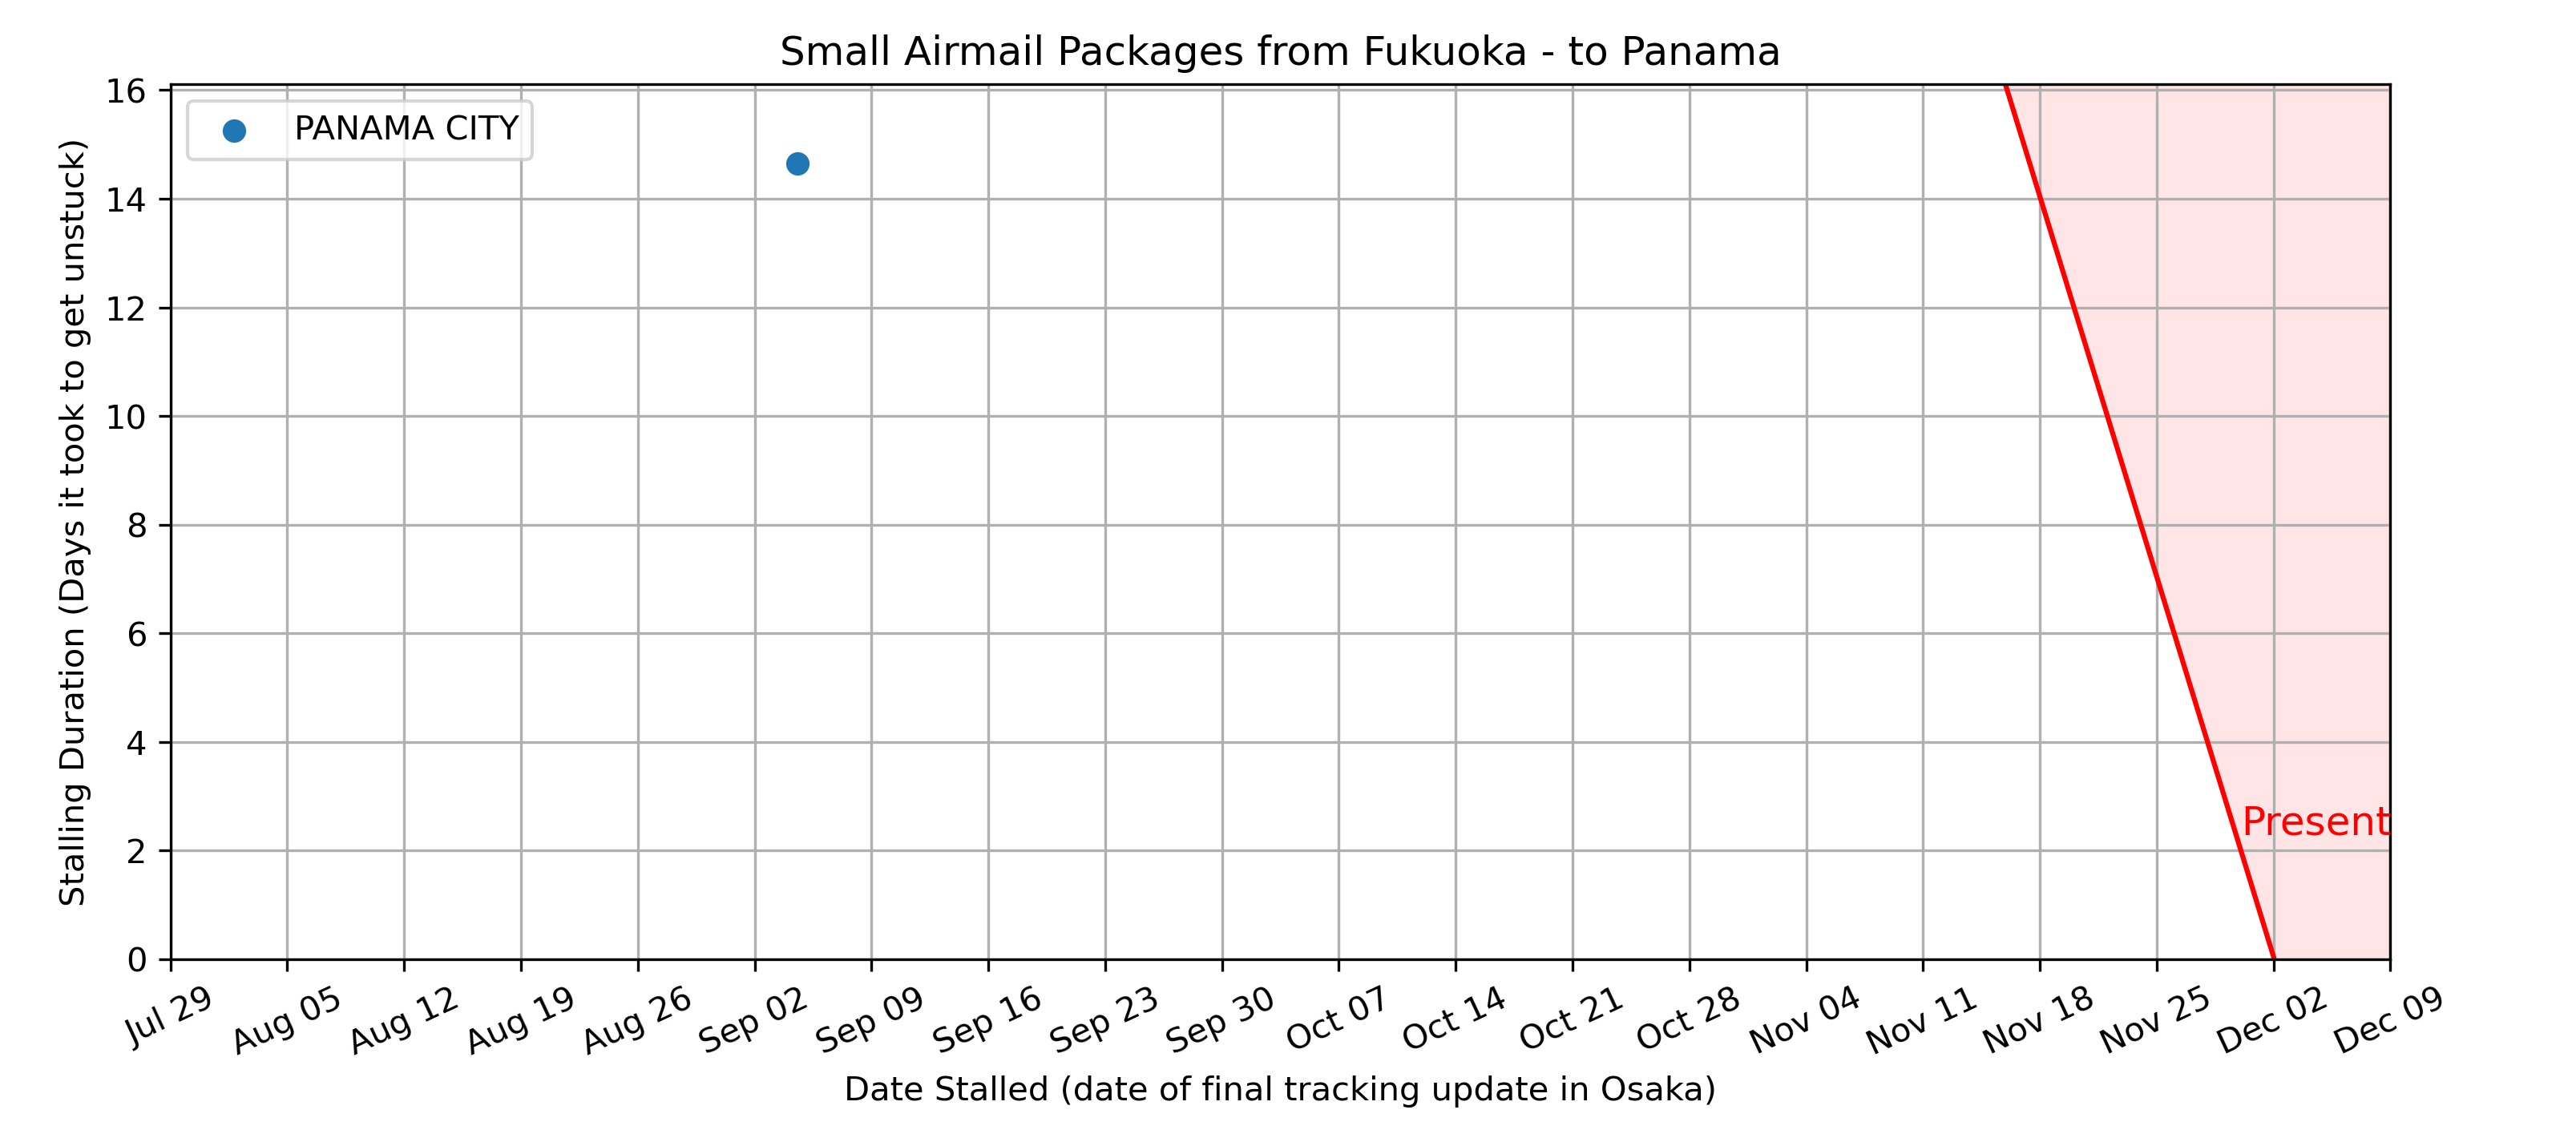 Small Airmail Packages from Fukuoka - to Panama
PANAMA CITY
Stalling Duration (Days it took to get unstuck)
16
14
12
10
8
6
4
2
0
Present
Jul 29
Aug 05
Aug 12
Aug 19
Aug 26
Sep 02
Sep 09
Sep 16
Sep 23
Sep 30
Oct 07
Oct 14
Oct 21
Oct 28
Nov 04
Nov 11
Nov 18
Nov 25
Dec 02
Dec 09
Date Stalled (date of final tracking update in Osaka)